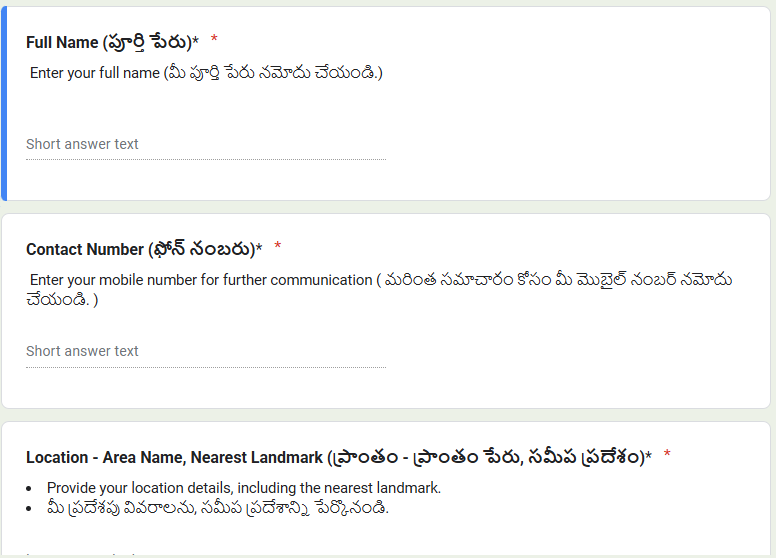 Full Name (పూర్తి పేరు)* *
Enter your full name (మీ పూర్తి పేరు నమోదు చేయండి.)
Short answer text
Contact Number (ఫోన్ నంబరు)* *
Enter your mobile number for further communication ( మరింత సమాచారం కోసం మీ మొబైల్ నంబర్ నమోదు
చేయండి. )
Short answer text
Location - Area Name, Nearest Landmark (ప్రాంతం - ప్రాంతం పేరు, సమీప ప్రదేశం)* *
• Provide your location details, including the nearest landmark.
• మీ ప్రదేశపు వివరాలను, సమీప ప్రదేశాన్ని పేర్కొనండి.